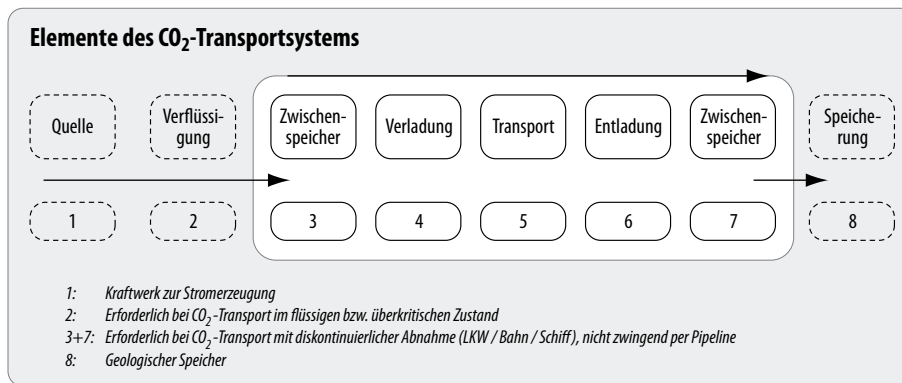 Elemente des CO₂-Transportsystems
Quelle
Verflüssi-
gung
Zwischen-
speicher
Verladung
Transport
Entladung
Zwischen-
speicher
Speiche-
rung
1
2
3
4
5
6
7
8
1: Kraftwerk zur Stromerzeugung
2: Erforderlich bei CO₂-Transport im flüssigen bzw. überkritischen Zustand
3+7: Erforderlich bei CO₂-Transport mit diskontinuierlicher Abnahme (LKW / Bahn / Schiff), nicht zwingend per Pipeline
8: Geologischer Speicher